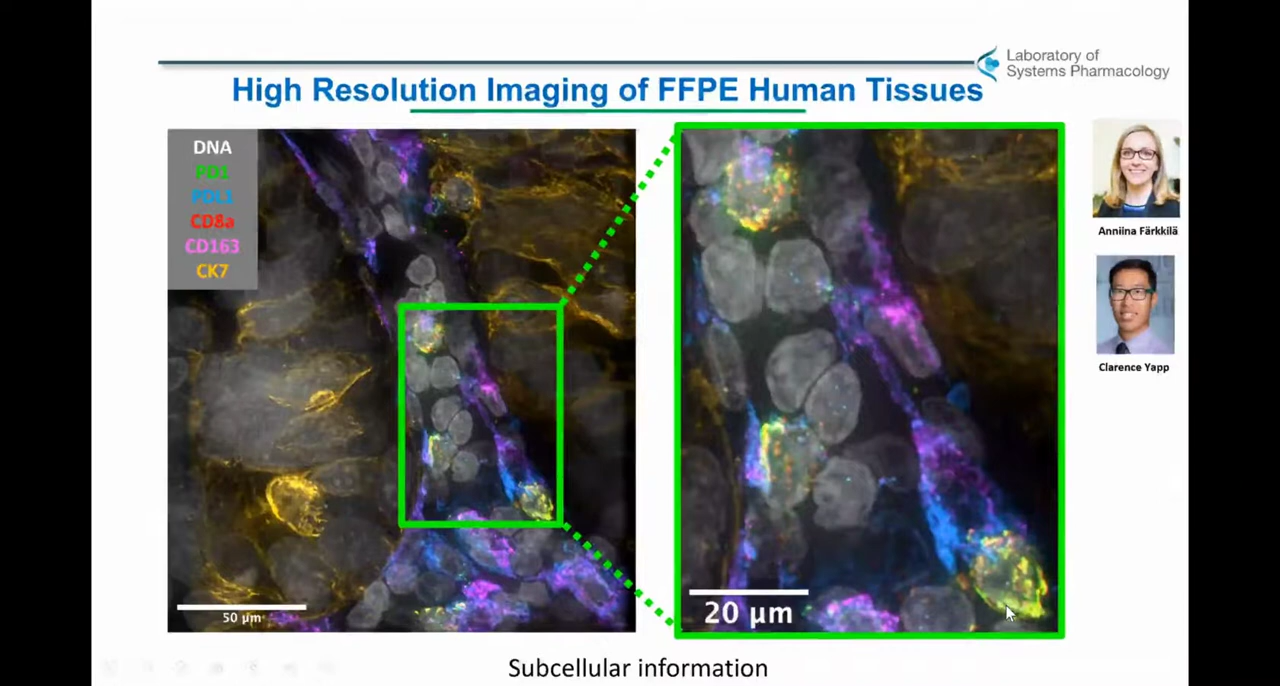 Laboratory of
Systems Pharmacology
High Resolution Imaging of FFPE Human Tissues
DNA
PD1
PDL1
CD8a
CD163
CK7
50 µm
20 µm
Anniina Färkkilä
Clarence Yapp
Subcellular information